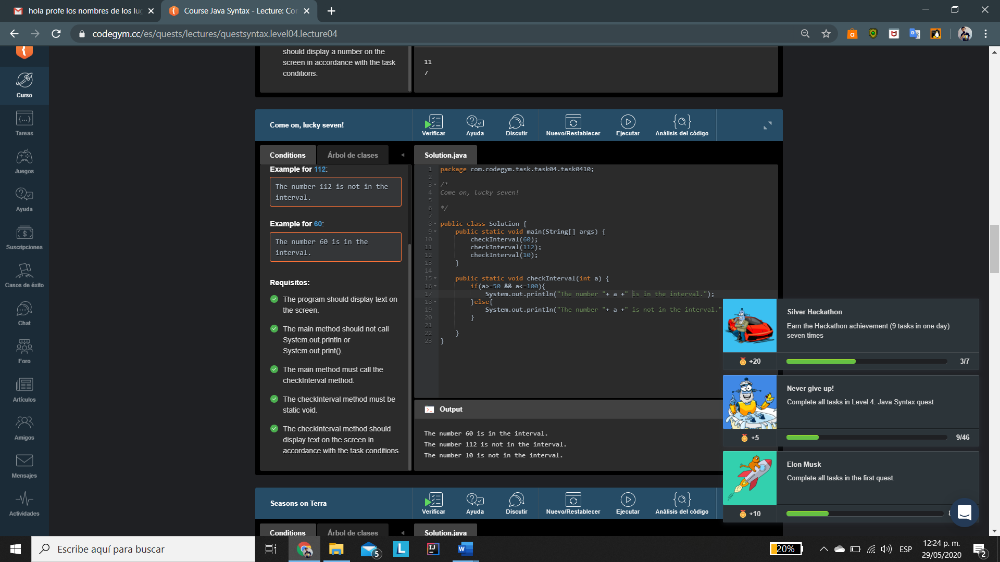 hola profe los nombres de los lug
Course Java Syntax - Lecture: Cor
codegym.cc/es/quests/lectures/questsyntax.level04.lecture04
Curso
Tareas
Juegos
Ayuda
Suscripciones
Casos de éxito
Chat
Foro
Artículos
Amigos
Mensajes
Actividades
should display a number on the
screen in accordance with the task
conditions.
11
7
Come on, lucky seven!
Verificar
Ayuda
Discutir
Nuevo/Restablecer
Ejecutar
Análisis del código
Conditions
Árbol de clases
Solution.java
Example for 112:
The number 112 is not in the
interval.
Example for 60:
The number 60 is in the
interval.
Requisitos:
The program should display text on
the screen.
The main method should not call
System.out.println or
System.out.print().
The main method must call the
checkInterval method.
The checkInterval method must be
static void.
The checkInterval method should
display text on the screen in
accordance with the task conditions.
1 package com.codegym.task.task04.task0410;
2
3 /*
4 Come on, lucky seven!
5
6 */
7
8 public class Solution {
9 public static void main(String[] args) {
10 checkInterval(60);
11 checkInterval(112);
12 checkInterval(10);
13 }
14
15 public static void checkInterval(int a) {
16 if(a>=50 && a<=100){
17 System.out.println("The number "+ a +" is in the interval.");
18 }else{
19 System.out.println("The number "+ a +" is not in the interval."
20 }
21
22 }
23 }
Output
The number 60 is in the interval.
The number 112 is not in the interval.
The number 10 is not in the interval.
Silver Hackathon
Earn the Hackathon achievement (9 tasks in one day)
seven times
+20
3/7
Never give up!
Complete all tasks in Level 4. Java Syntax quest
+5
9/46
Elon Musk
Complete all tasks in the first quest.
+10
Seasons on Terra
Verificar
Ayuda
Discutir
Nuevo/Restablecer
Ejecutar
Análisis del código
Conditions
Árbol de clases
Solution.java
Escribe aquí para buscar
5
L
IJ
20%
ESP
12:24 p. m.
29/05/2020
2